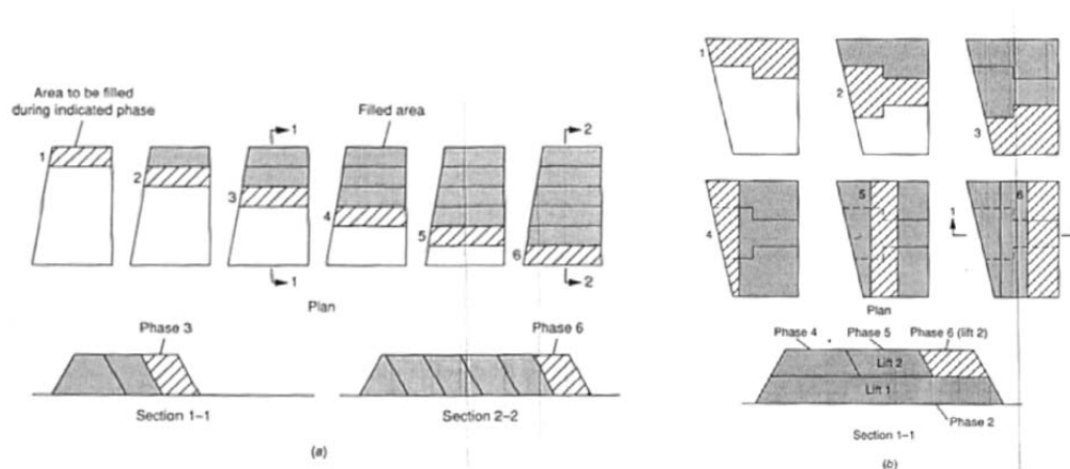 Area to be filled
during indicated phase
Filled area
1
2
3
4
5
6
1
1
2
2
Plan
Phase 3
Section 1–1
Phase 6
Section 2–2
(a)
1
2
3
4
5
6
1
Plan
Phase 4
Phase 5
Phase 6 (lift 2)
Lift 2
Lift 1
Phase 2
Section 1–1
(b)